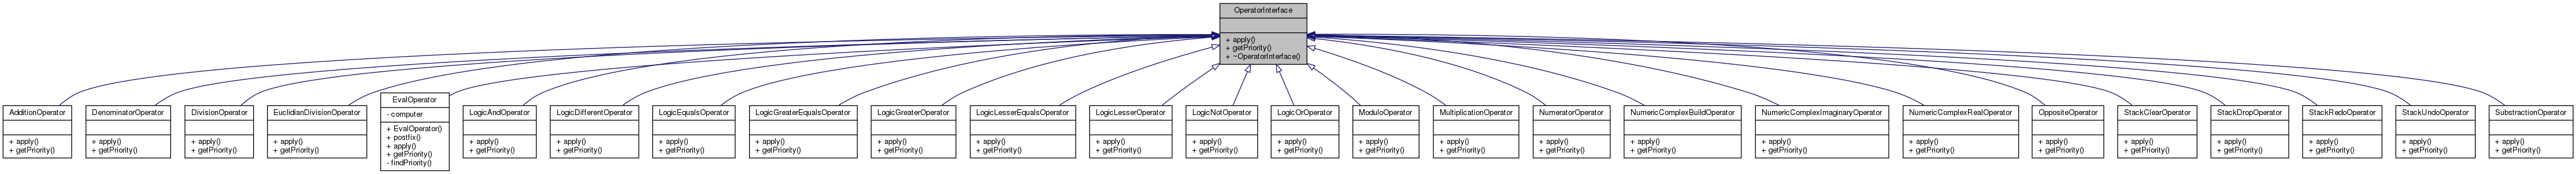 OperatorInterface
+ apply()
+ getPriority()
+ ~OperatorInterface()
AdditionOperator
+ apply()
+ getPriority()
DenominatorOperator
+ apply()
+ getPriority()
DivisionOperator
+ apply()
+ getPriority()
EuclidianDivisionOperator
+ apply()
+ getPriority()
EvalOperator
- computer
+ EvalOperator()
+ postfix()
+ apply()
+ getPriority()
- findPriority()
LogicAndOperator
+ apply()
+ getPriority()
LogicDifferentOperator
+ apply()
+ getPriority()
LogicEqualsOperator
+ apply()
+ getPriority()
LogicGreaterEqualsOperator
+ apply()
+ getPriority()
LogicGreaterOperator
+ apply()
+ getPriority()
LogicLesserEqualsOperator
+ apply()
+ getPriority()
LogicLesserOperator
+ apply()
+ getPriority()
LogicNotOperator
+ apply()
+ getPriority()
LogicOrOperator
+ apply()
+ getPriority()
ModuloOperator
+ apply()
+ getPriority()
MultiplicationOperator
+ apply()
+ getPriority()
NumeratorOperator
+ apply()
+ getPriority()
NumericComplexBuildOperator
+ apply()
+ getPriority()
NumericComplexImaginaryOperator
+ apply()
+ getPriority()
NumericComplexRealOperator
+ apply()
+ getPriority()
OppositeOperator
+ apply()
+ getPriority()
StackClearOperator
+ apply()
+ getPriority()
StackDropOperator
+ apply()
+ getPriority()
StackRedoOperator
+ apply()
+ getPriority()
StackUndoOperator
+ apply()
+ getPriority()
SubstractionOperator
+ apply()
+ getPriority()